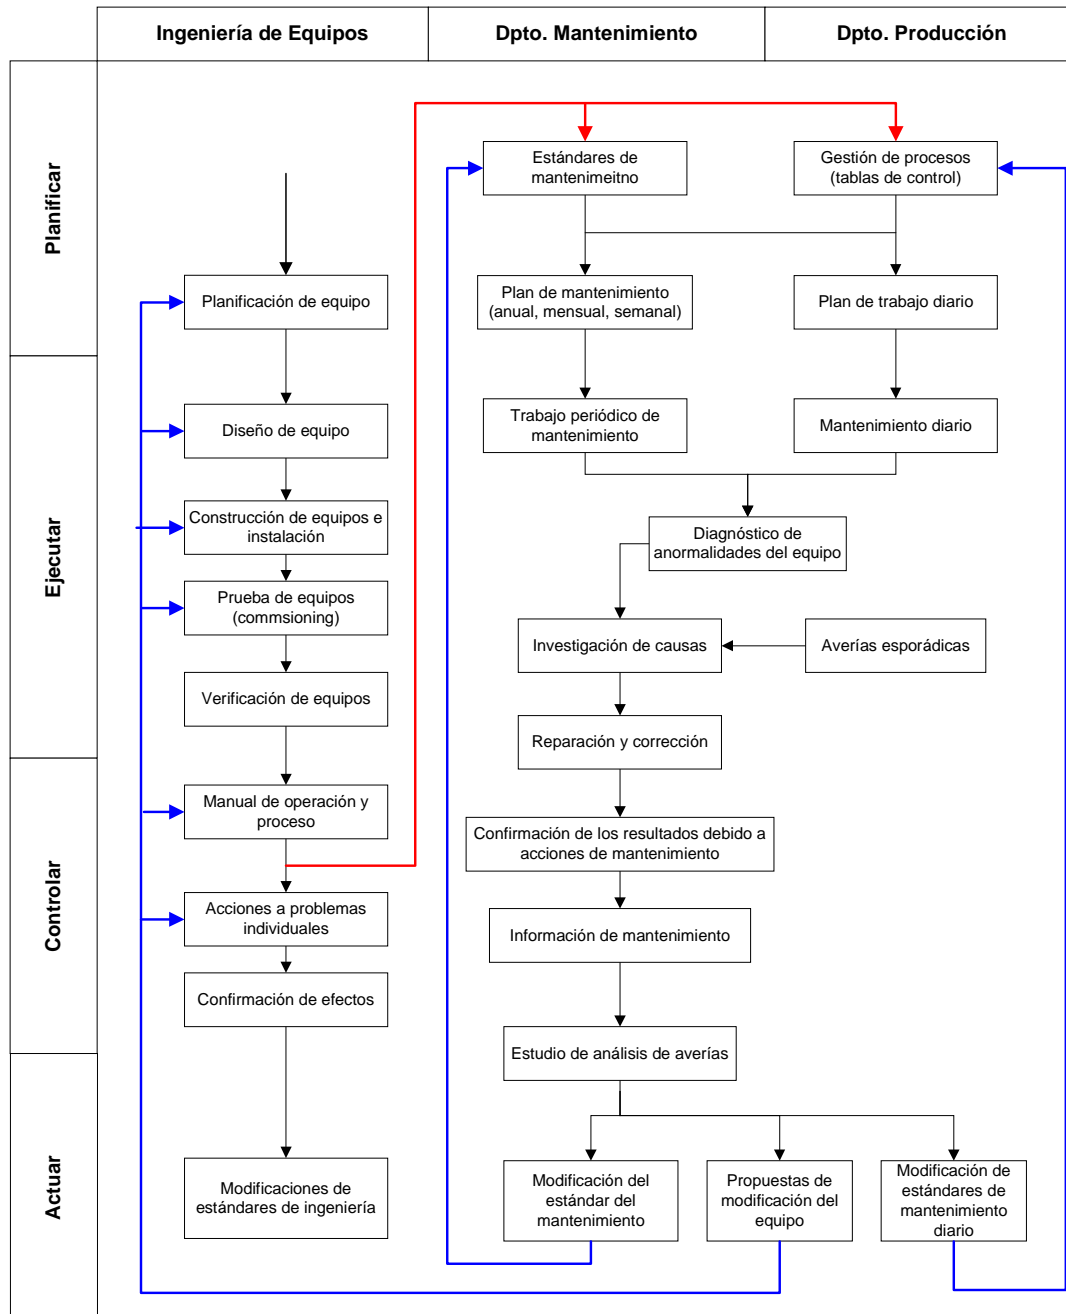 Ingeniería de Equipos
Dpto. Mantenimiento
Dpto. Producción
Planificar
Estándares de
mantenimeitno
Gestión de procesos
(tablas de control)
Planificación de equipo
Plan de mantenimiento
(anual, mensual, semanal)
Plan de trabajo diario
Ejecutar
Diseño de equipo
Trabajo periódico de
mantenimiento
Mantenimiento diario
Construcción de equipos e
instalación
Diagnóstico de
anormalidades del equipo
Prueba de equipos
(commsioning)
Investigación de causas
Averías esporádicas
Verificación de equipos
Reparación y corrección
Controlar
Manual de operación y
proceso
Confirmación de los resultados debido a
acciones de mantenimiento
Acciones a problemas
individuales
Información de mantenimiento
Confirmación de efectos
Estudio de análisis de averías
Actuar
Modificaciones de
estándares de ingeniería
Modificación del
estándar del
mantenimiento
Propuestas de
modificación del
equipo
Modificación de
estándares de
mantenimiento
diario